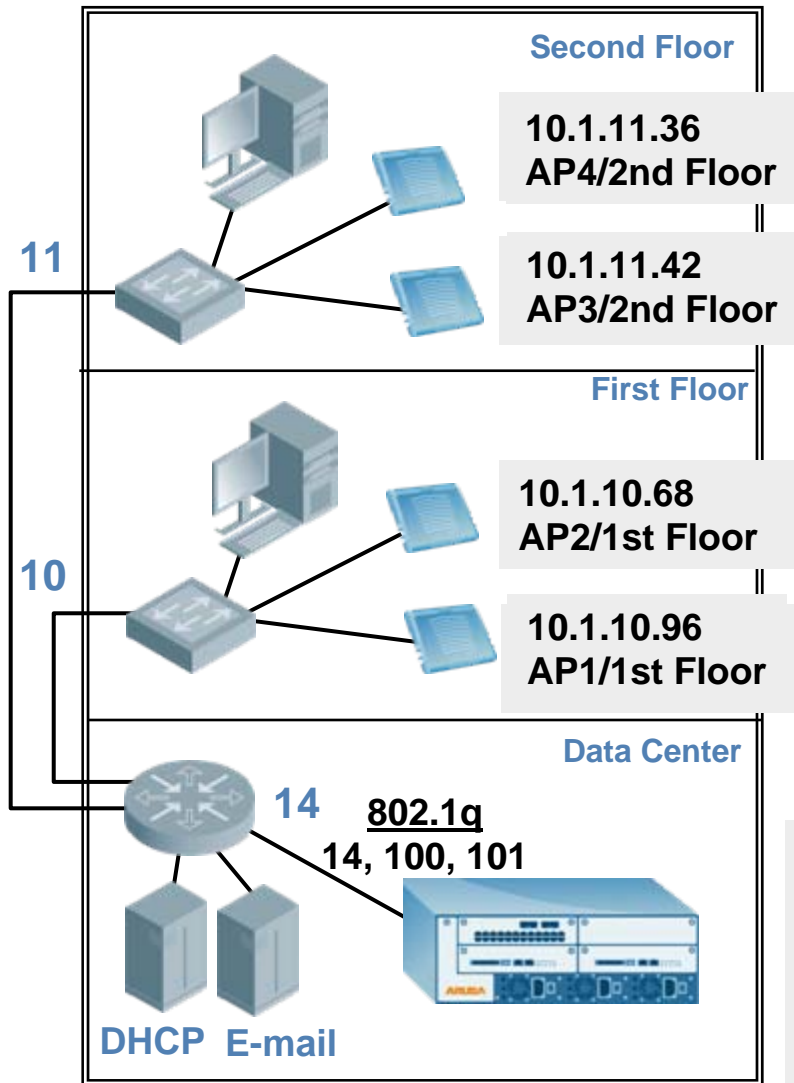 Second Floor
10.1.11.36
AP4/2nd Floor
11
10.1.11.42
AP3/2nd Floor
First Floor
10.1.10.68
AP2/1st Floor
10
10.1.10.96
AP1/1st Floor
Data Center
14
802.1q
14, 100, 101
ARUBA
DHCP
E-mail